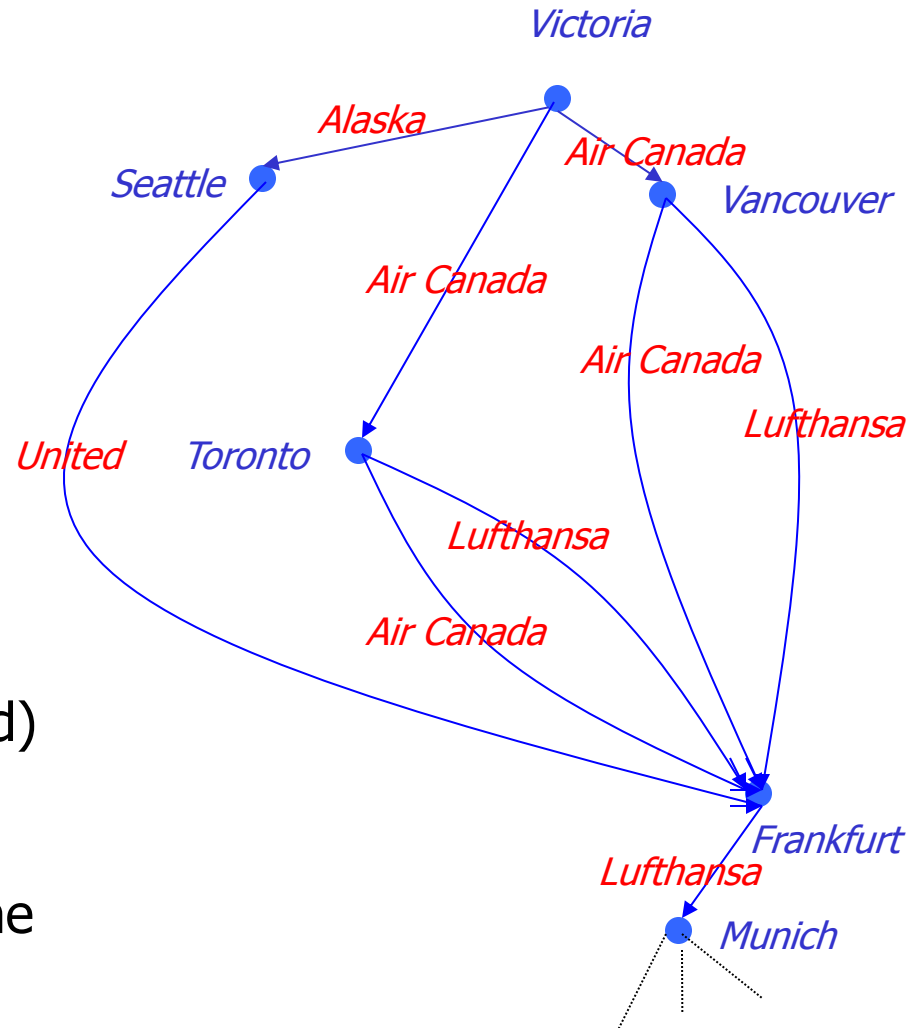 Victoria
Alaska
Air Canada
Seattle
Vancouver
Air Canada
Air Canada
Lufthansa
United
Toronto
Lufthansa
Air Canada
d)
Frankfurt
Lufthansa
ne
Munich